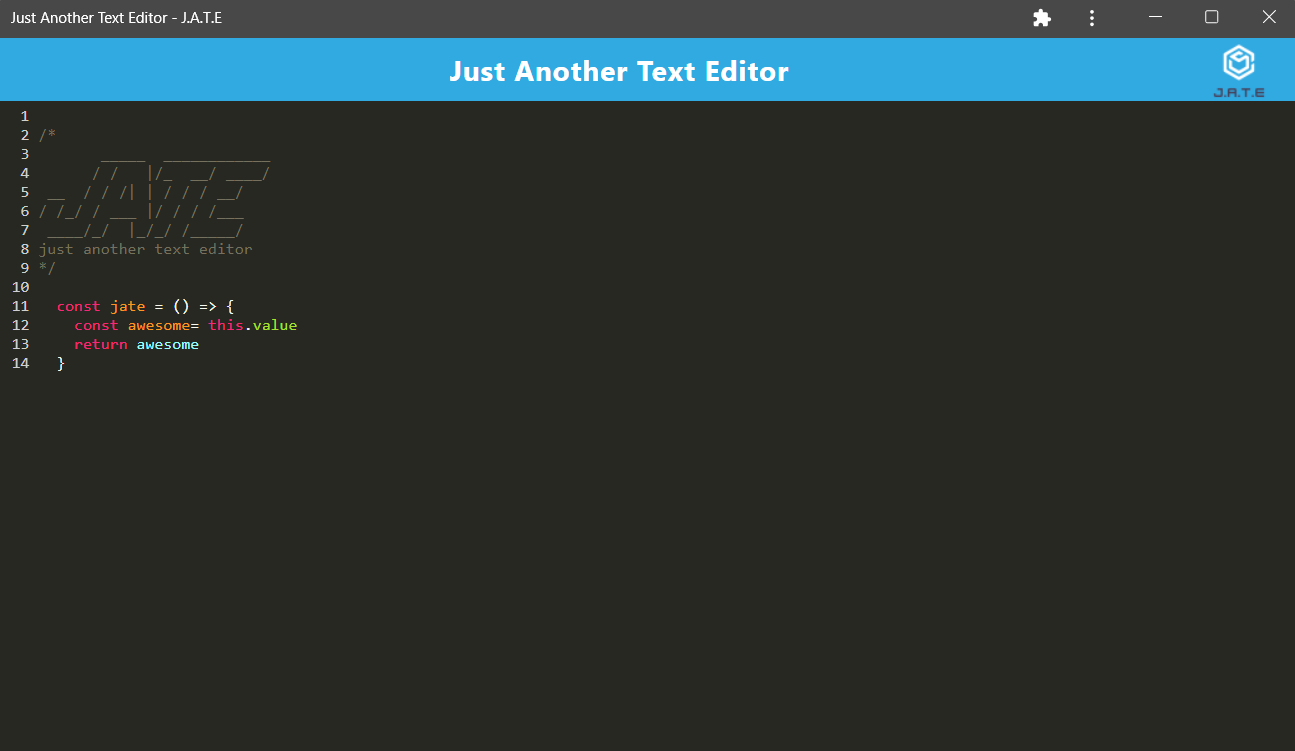 Just Another Text Editor - J.A.T.E
Just Another Text Editor
J.A.T.E
1
2 /*
3        _____  ____________
4       / /   |/_  __/ ____/
5  __  / / /| | / / / __/
6 / /_/ / ___ |/ / / /___
7  ____/_/  |_/_/ /_____/
8 just another text editor
9 */
10
11   const jate = () => {
12     const awesome= this.value
13     return awesome
14   }